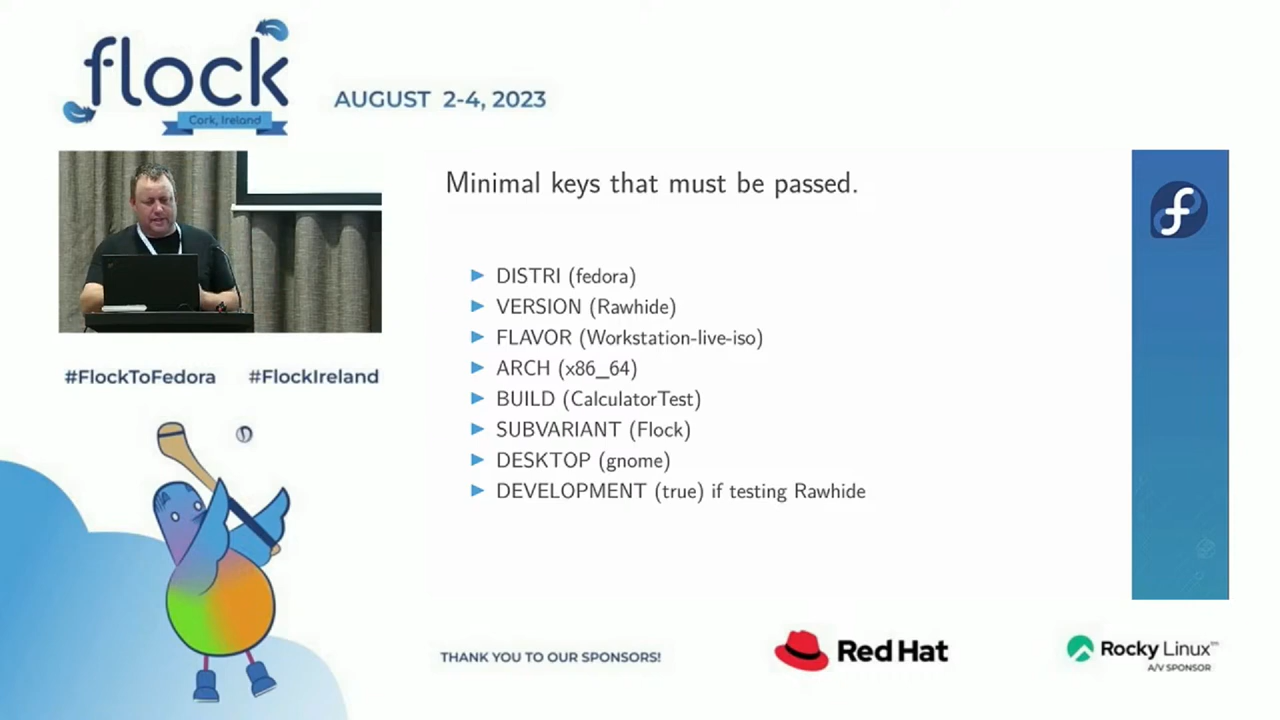 flock
Cork, Ireland
AUGUST 2-4, 2023
Minimal keys that must be passed.
DISTRI (fedora)
VERSION (Rawhide)
FLAVOR (Workstation-live-iso)
ARCH (x86_64)
BUILD (CalculatorTest)
SUBVARIANT (Flock)
DESKTOP (gnome)
DEVELOPMENT (true) if testing Rawhide
#FlockToFedora #FlockIreland
THANK YOU TO OUR SPONSORS!
Red Hat
Rocky Linux™
A/V SPONSOR